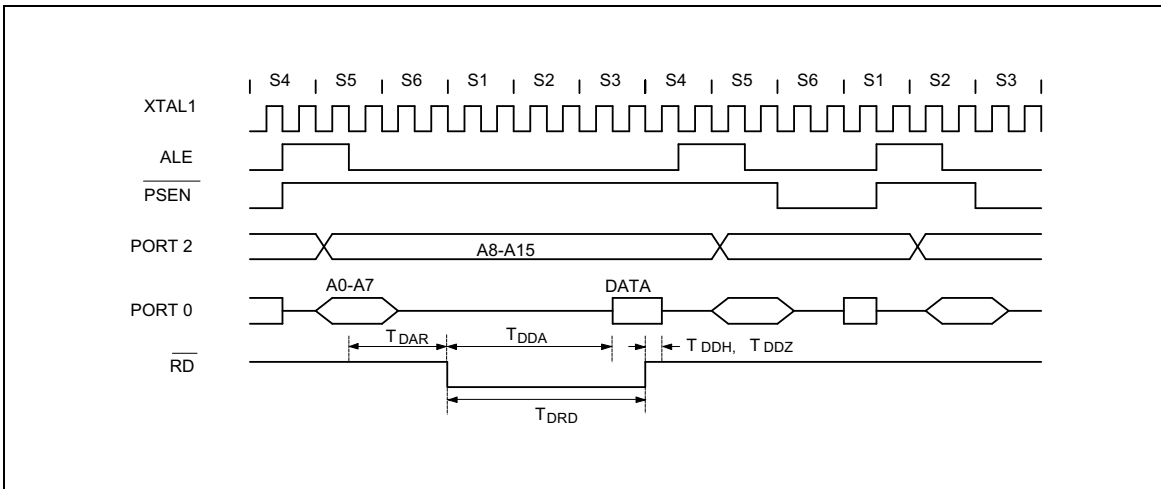 S4 S5 S6 S1 S2 S3 S4 S5 S6 S1 S2 S3
XTAL1
ALE
PSEN
PORT 2
A8-A15
A0-A7
DATA
PORT 0
TDAR
TDDA
TDDH, TDDZ
RD
TDRD